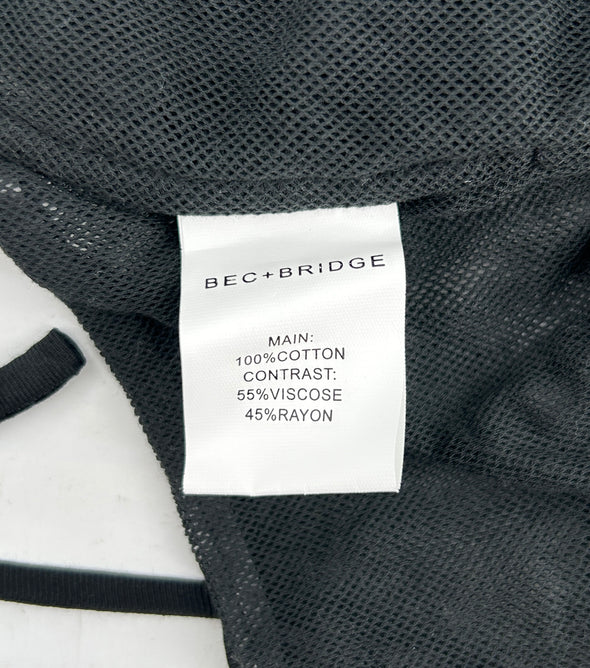 BEC+BRiDGE
MAIN:
100%COTTON
CONTRAST:
55%VISCOSE
45%RAYON